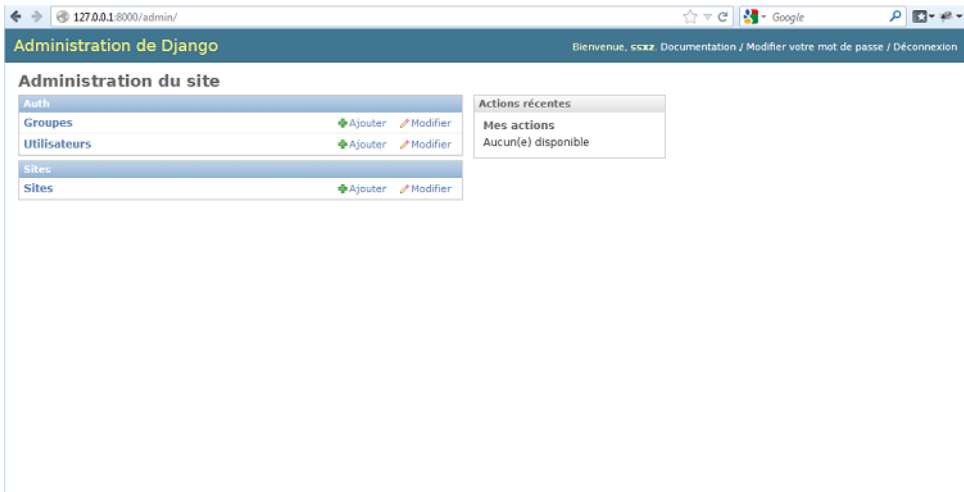 127.0.0.1:8000/admin/ Google
Administration de Django Bienvenue, ssxz. Documentation / Modifier votre mot de passe / Déconnexion
Administration du site
Auth
Groupes Ajouter Modifier
Utilisateurs Ajouter Modifier
Sites
Sites Ajouter Modifier
Actions récentes
Mes actions
Aucun(e) disponible